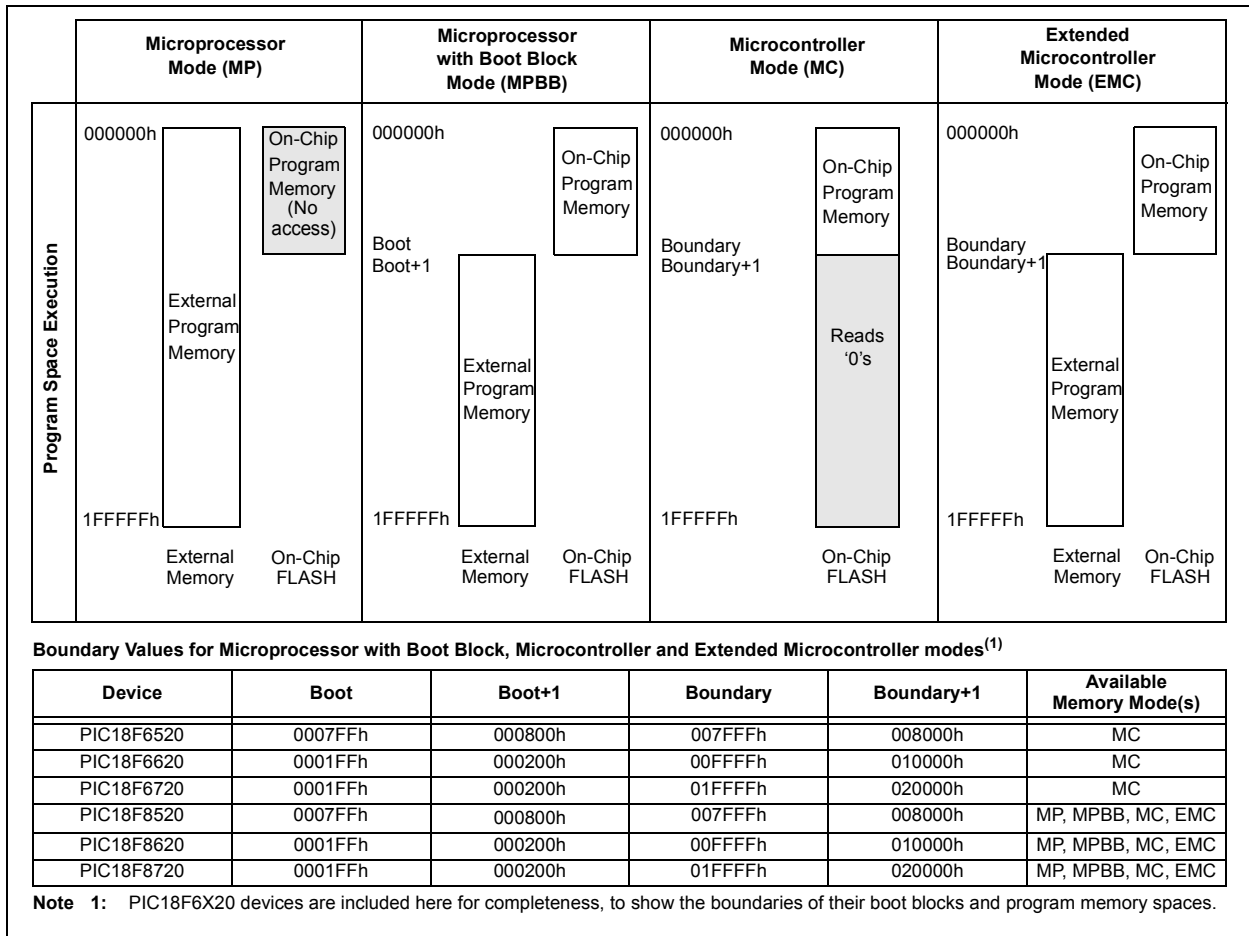 Microprocessor
Mode (MP)
Microprocessor
with Boot Block
Mode (MPBB)
Microcontroller
Mode (MC)
Extended
Microcontroller
Mode (EMC)
Program Space Execution
000000h
1FFFFFh
External
Program
Memory
On-Chip
Program
Memory
(No
access)
External
Memory
On-Chip
FLASH
000000h
Boot
Boot+1
1FFFFFh
External
Program
Memory
On-Chip
Program
Memory
External
Memory
On-Chip
FLASH
000000h
Boundary
Boundary+1
1FFFFFh
On-Chip
Program
Memory
Reads
‘0’s
On-Chip
FLASH
000000h
Boundary
Boundary+1
1FFFFFh
External
Program
Memory
On-Chip
Program
Memory
External
Memory
On-Chip
FLASH
Boundary Values for Microprocessor with Boot Block, Microcontroller and Extended Microcontroller modes(1)
Device Boot Boot+1 Boundary Boundary+1 Available
Memory Mode(s)
PIC18F6520 0007FFh 000800h 007FFFh 008000h MC
PIC18F6620 0001FFh 000200h 00FFFFh 010000h MC
PIC18F6720 0001FFh 000200h 01FFFFh 020000h MC
PIC18F8520 0007FFh 000800h 007FFFh 008000h MP, MPBB, MC, EMC
PIC18F8620 0001FFh 000200h 00FFFFh 010000h MP, MPBB, MC, EMC
PIC18F8720 0001FFh 000200h 01FFFFh 020000h MP, MPBB, MC, EMC
Note 1: PIC18F6X20 devices are included here for completeness, to show the boundaries of their boot blocks and program memory spaces.